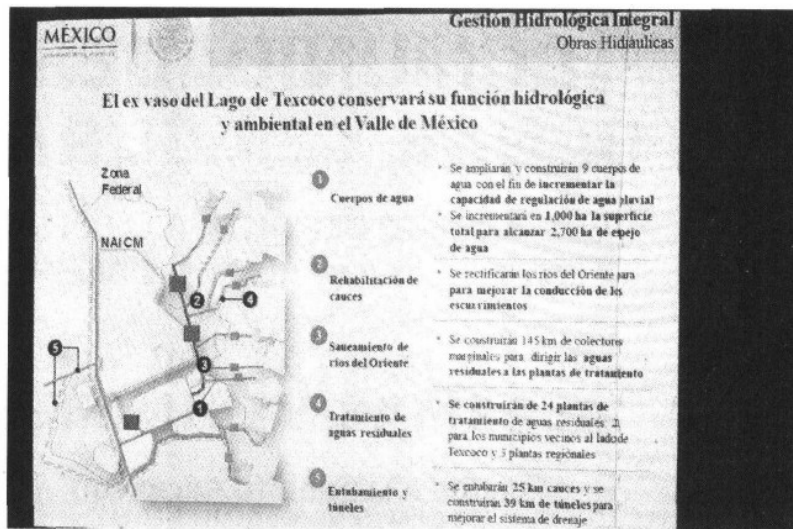 MÉXICO
Gestión Hidrológica Integral
Obras Hidráulicas
El ex vaso del Lago de Texcoco conservará su función hidrológica
y ambiental en el Valle de México
Zona
Federal
NAICM
2
4
5
3
1
1
Cuerpos de agua
* Se ampliarán y construirán 9 cuerpos de
agua con el fin de incrementar la
capacidad de regulación de agua pluvial
* Se incrementará en 1,000 ha la superficie
total para alcanzar 2,700 ha de espejo
de agua
2
Rehabilitación de
cauces
* Se rectificarán los ríos del Oriente para
para mejorar la conducción de los
escurrimientos
3
Saneamiento de
ríos del Oriente
* Se construirán 145 km de colectores
marginales para dirigir las aguas
residuales a las plantas de tratamiento
4
Tratamiento de
aguas residuales
* Se construirán de 24 plantas de
tratamiento de aguas residuales:
para los municipios vecinos al lado de
Texcoco y 3 plantas regionales
5
Entubamiento y
túneles
* Se entubarán 25 km cauces y se
construirán 39 km de túneles para
mejorar el sistema de drenaje